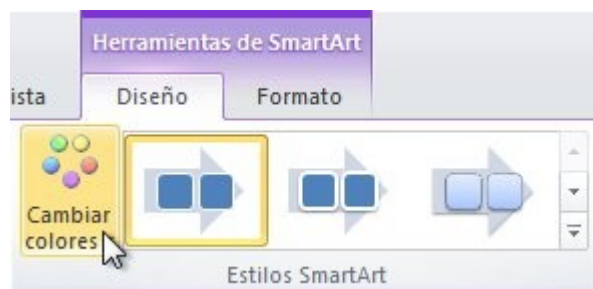 Herramientas de SmartArt
ista Diseño Formato
Cambiar
colores
Estilos SmartArt